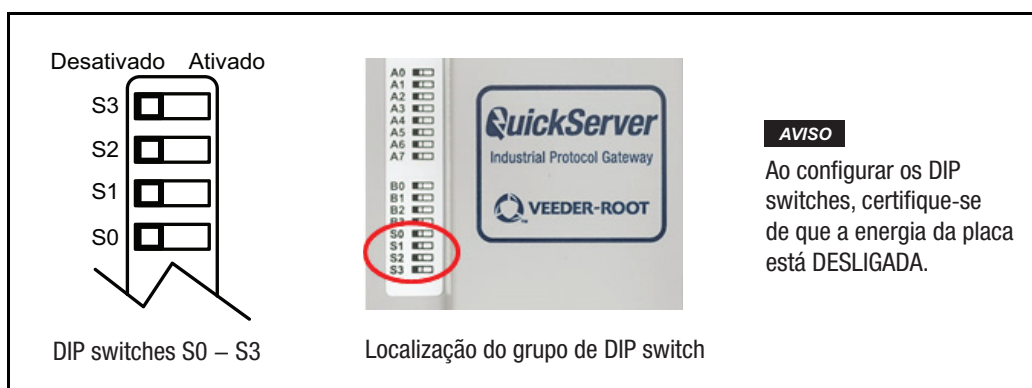 Desativado Ativado
S3
S2
S1
S0
DIP switches S0 – S3
A0
A1
A2
A3
A4
A5
A6
A7
B0
B1
B2
B3
S0
S1
S2
S3
QuickServer
Industrial Protocol Gateway
VEEDER-ROOT
Localização do grupo de DIP switch
AVISO
Ao configurar os DIP
switches, certifique-se
de que a energia da placa
está DESLIGADA.